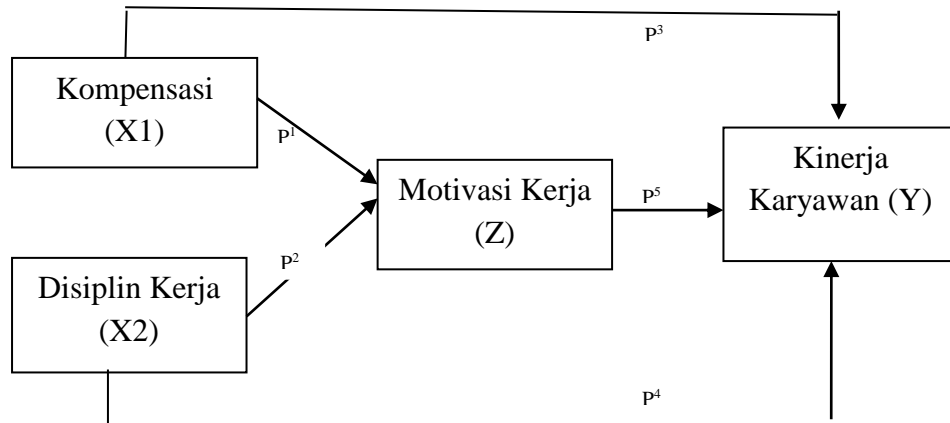 P³
Kompensasi
(X1)
P¹
Motivasi Kerja
(Z)
P⁵
Kinerja
Karyawan (Y)
P²
Disiplin Kerja
(X2)
P⁴